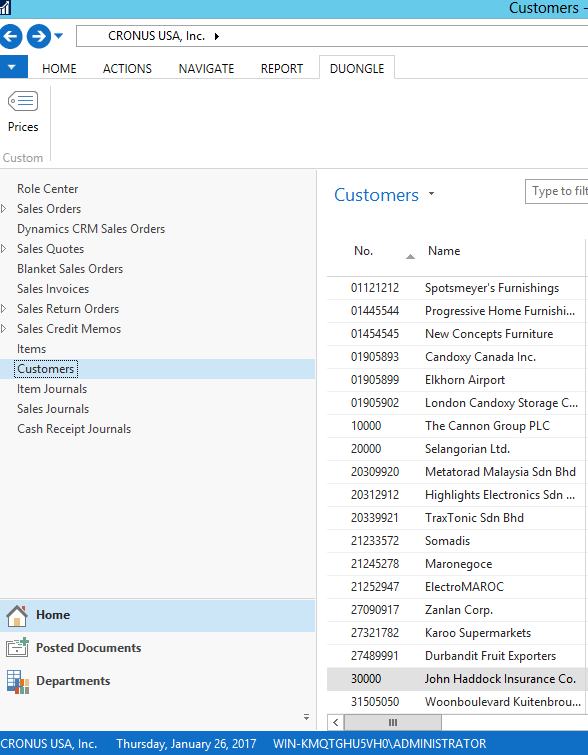 Customers -
CRONUS USA, Inc.
HOME ACTIONS NAVIGATE REPORT DUONGLE
Prices
Custom
Role Center
Sales Orders
Dynamics CRM Sales Orders
Sales Quotes
Blanket Sales Orders
Sales Invoices
Sales Return Orders
Sales Credit Memos
Items
Customers
Item Journals
Sales Journals
Cash Receipt Journals
Home
Posted Documents
Departments
Customers
Type to filt
No. Name
01121212 Spotsmeyer's Furnishings
01445544 Progressive Home Furnishi...
01454545 New Concepts Furniture
01905893 Candoxy Canada Inc.
01905899 Elkhorn Airport
01905902 London Candoxy Storage C...
10000 The Cannon Group PLC
20000 Selangorian Ltd.
20309920 Metatorad Malaysia Sdn Bhd
20312912 Highlights Electronics Sdn ...
20339921 TraxTonic Sdn Bhd
21233572 Somadis
21245278 Maronegoce
21252947 ElectroMAROC
27090917 Zanlan Corp.
27321782 Karoo Supermarkets
27489991 Durbandit Fruit Exporters
30000 John Haddock Insurance Co.
31505050 Woonboulevard Kuitenbrou...
CRONUS USA, Inc. Thursday, January 26, 2017 WIN-KMQTGHU5VH0\ADMINISTRATOR